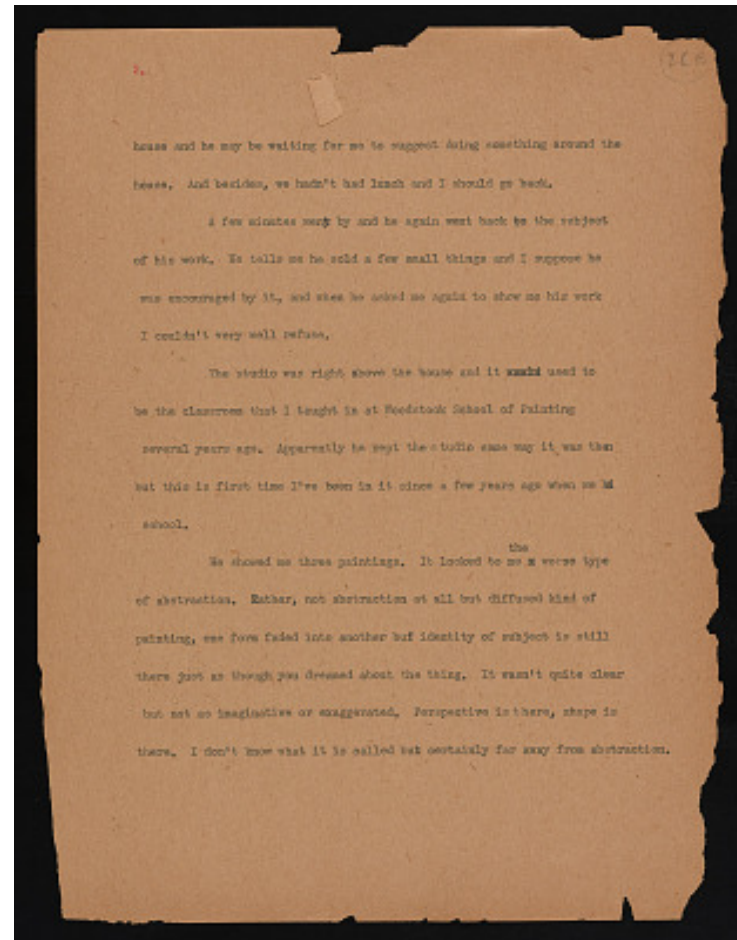 2.
house and he may be waiting for me to suggest doing something around the
house. And besides, we hadn't had lunch and I should go back.
A few minutes went by and he again went back to the subject
of his work. He tells me he sold a few small things and I suppose he
was encouraged by it, and when he asked me again to show me his work
I couldn't very well refuse.
The studio was right above the house and it used to
be the classroom that I taught in at Woodstock School of Painting
several years ago. Apparently he kept the studio same way it was then
but this is first time I've been in it since a few years ago when we
school.
the
He showed me three paintings. It looked to me worse type
of abstraction. Rather, not abstraction at all but diffused kind of
painting, one form faded into another but identity of subject is still
there just as though you dreamed about the thing. It wasn't quite clear
but not so imaginative or exaggerated. Perspective is there, shape is
there. I don't know what it is called but certainly far away from abstraction.